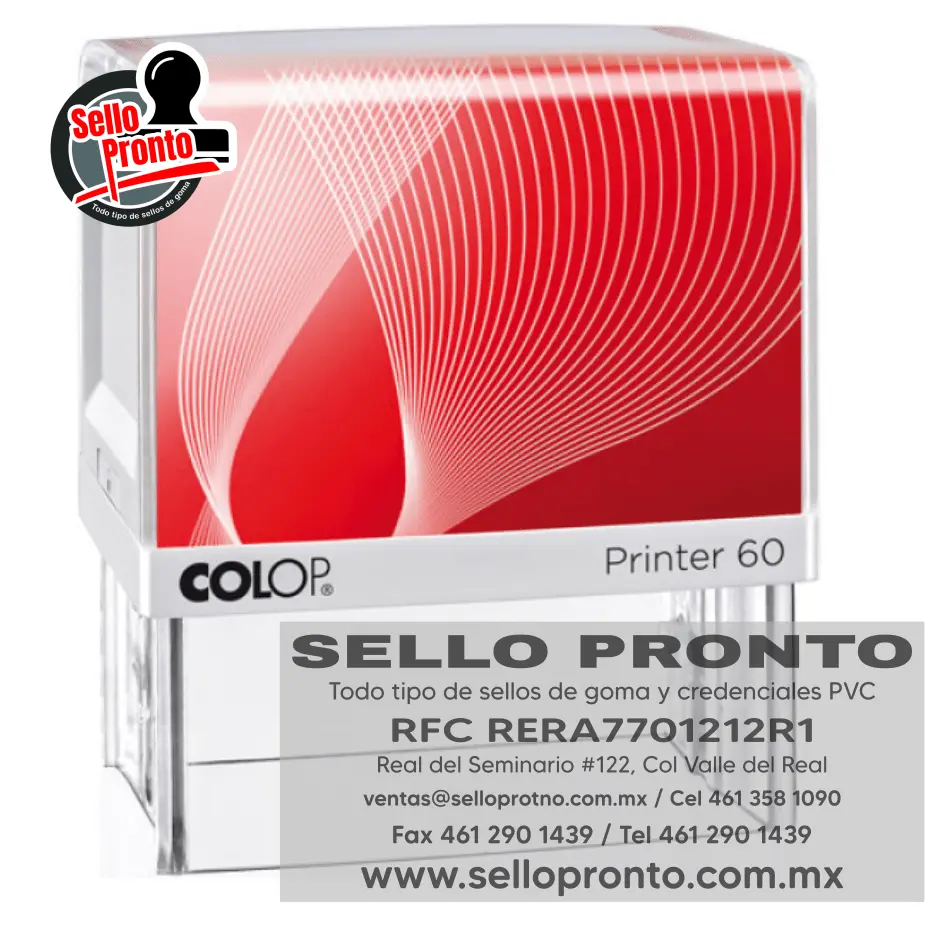 Sello
Pronto
Todo tipo de sellos de goma
COLOP®
Printer 60
SELLO PRONTO
Todo tipo de sellos de goma y credenciales PVC
RFC RERA7701212R1
Real del Seminario #122, Col Valle del Real
ventas@selloprotno.com.mx / Cel 461 358 1090
Fax 461 290 1439 / Tel 461 290 1439
www.sellopronto.com.mx